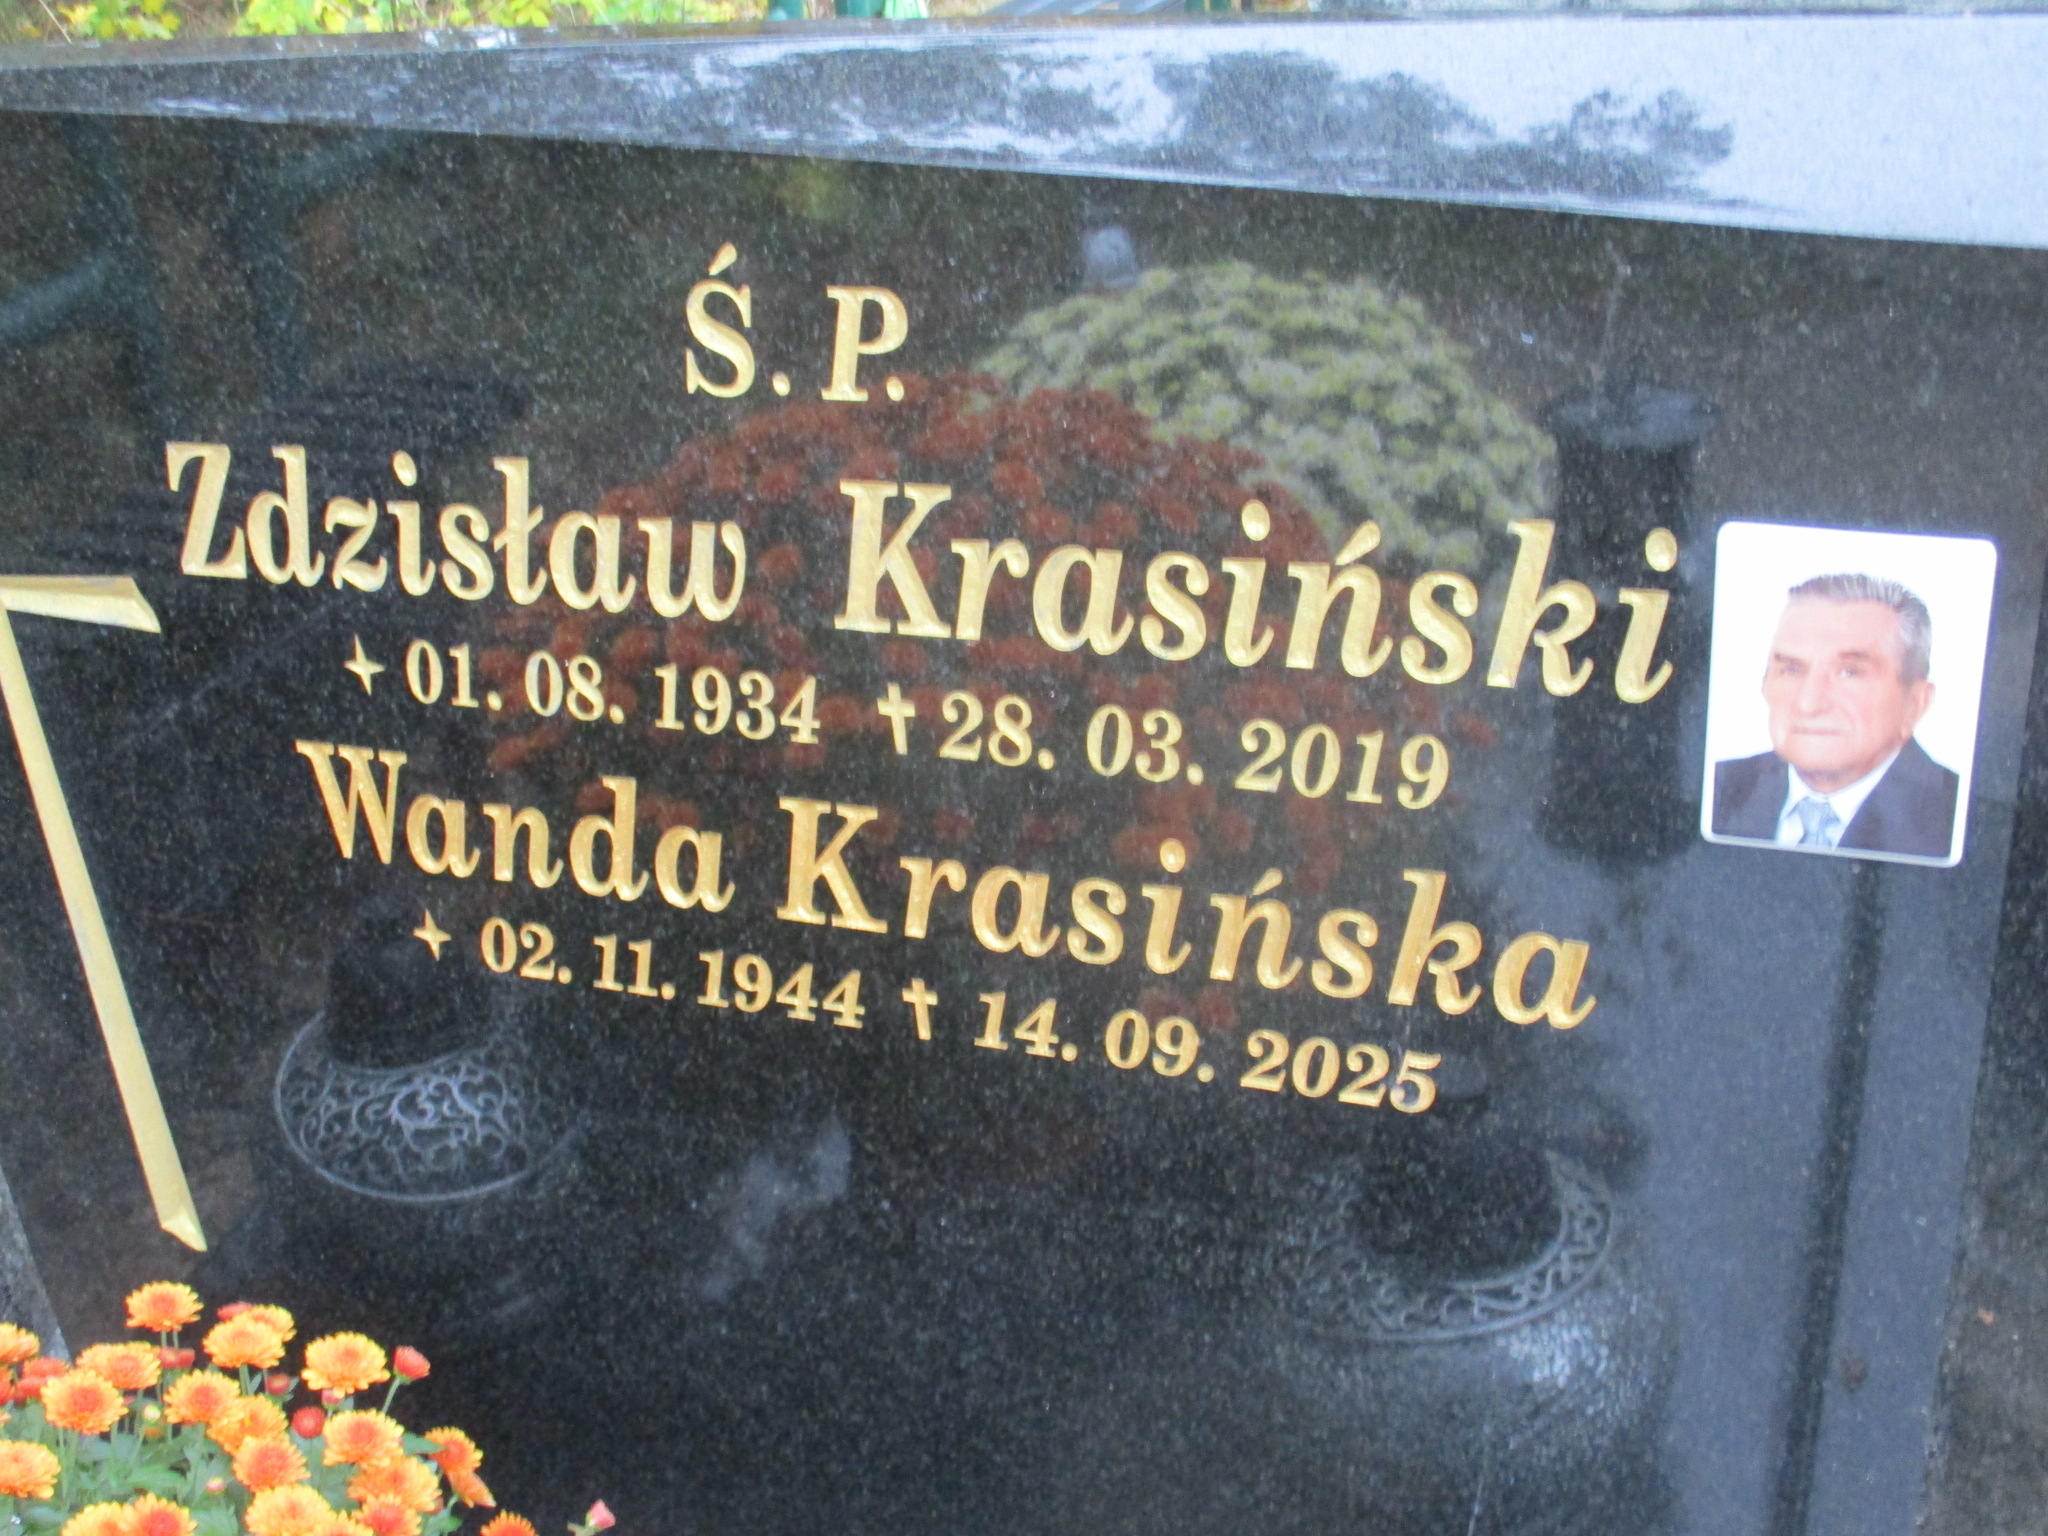 Ś. P.
Zdzisław Krasiński
✦ 01. 08. 1934 ✝ 28. 03. 2019
Wanda Krasińska
✦ 02. 11. 1944 ✝ 14. 09. 2025